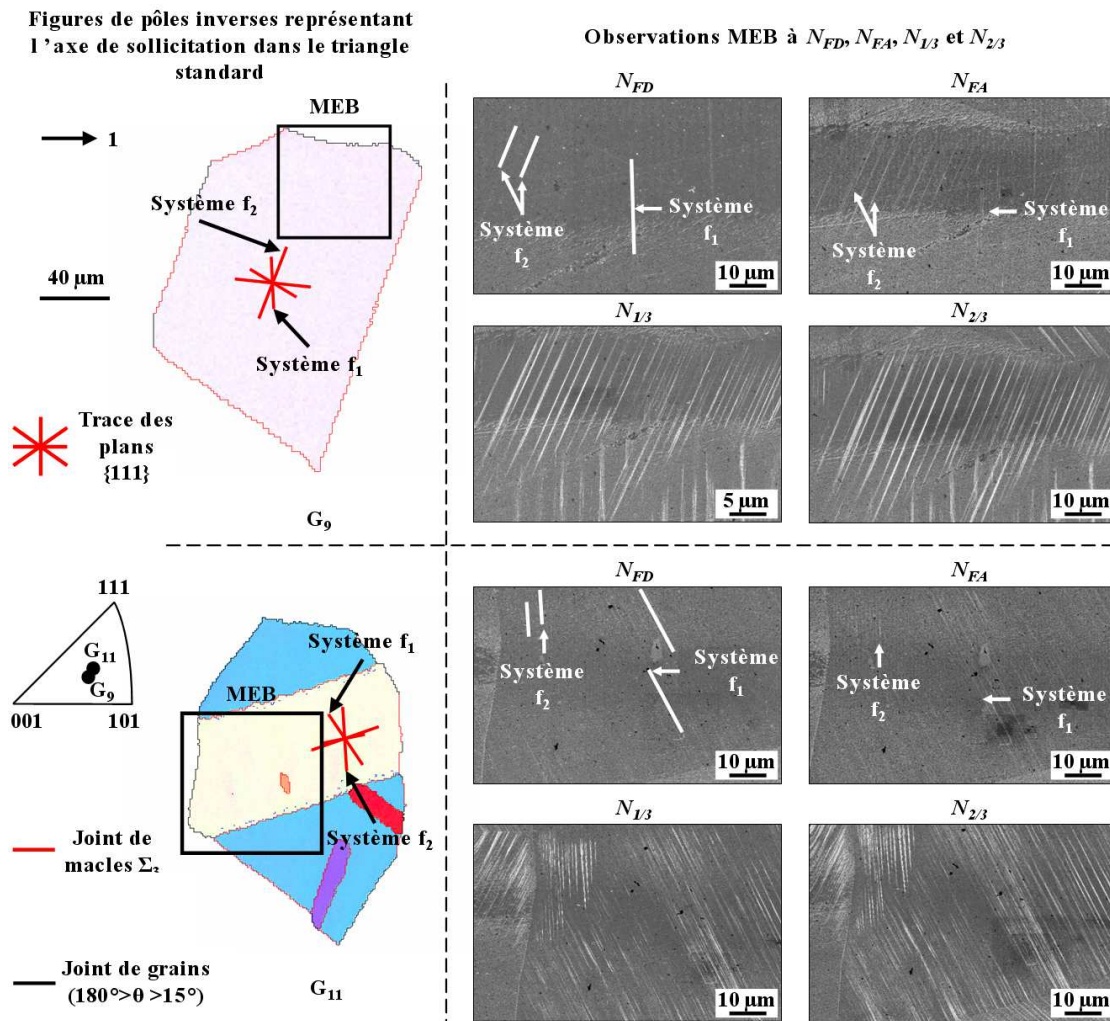 Figures de pôles inverses représentant
l ’axe de sollicitation dans le triangle
standard
Observations MEB à N_FD, N_FA, N_1/3 et N_2/3
MEB
1
Système f2
40 µm
Système f1
Trace des
plans
{111}
G9
N_FD
Système
f2
Système
f1
10 µm
N_FA
Système
f2
Système
f1
10 µm
N_1/3
5 µm
N_2/3
10 µm
111
G11
G9
001
101
Système f1
MEB
Système f2
Joint de
macles Σ3
Joint de grains
(180°>θ >15°)
G11
N_FD
Système
f2
Système
f1
10 µm
N_FA
Système
f2
Système
f1
10 µm
N_1/3
10 µm
N_2/3
10 µm